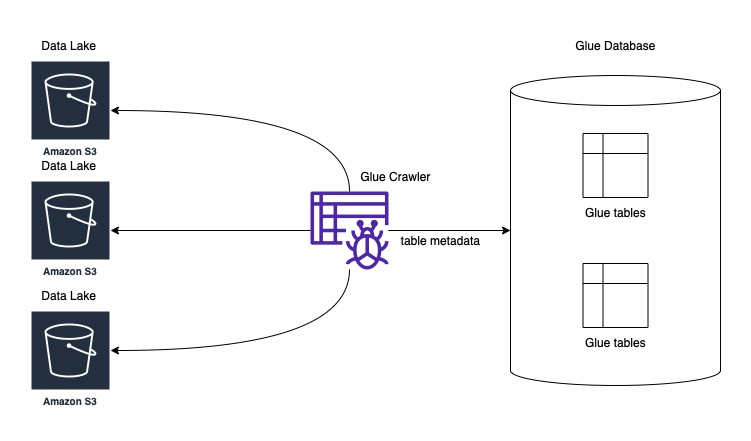 Data Lake
Amazon S3
Data Lake
Amazon S3
Data Lake
Amazon S3
Glue Crawler
table metadata
Glue Database
Glue tables
Glue tables